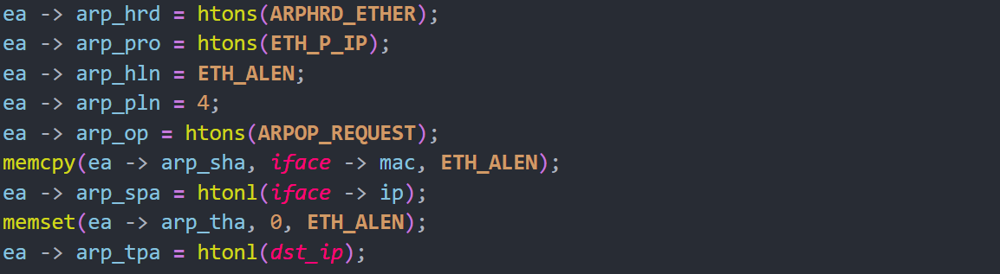 ea -> arp_hrd = htons(ARPHRD_ETHER);
ea -> arp_pro = htons(ETH_P_IP);
ea -> arp_hln = ETH_ALEN;
ea -> arp_pln = 4;
ea -> arp_op = htons(ARPOP_REQUEST);
memcpy(ea -> arp_sha, iface -> mac, ETH_ALEN);
ea -> arp_spa = htonl(iface -> ip);
memset(ea -> arp_tha, 0, ETH_ALEN);
ea -> arp_tpa = htonl(dst_ip);